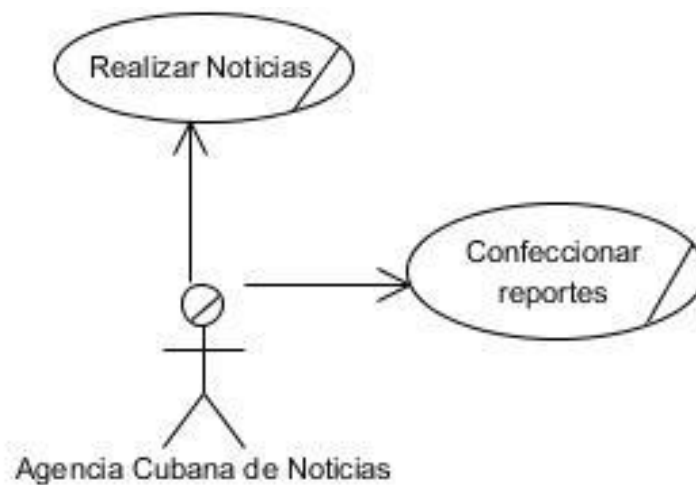 Realizar Noticias
Confeccionar
reportes
Agencia Cubana de Noticias